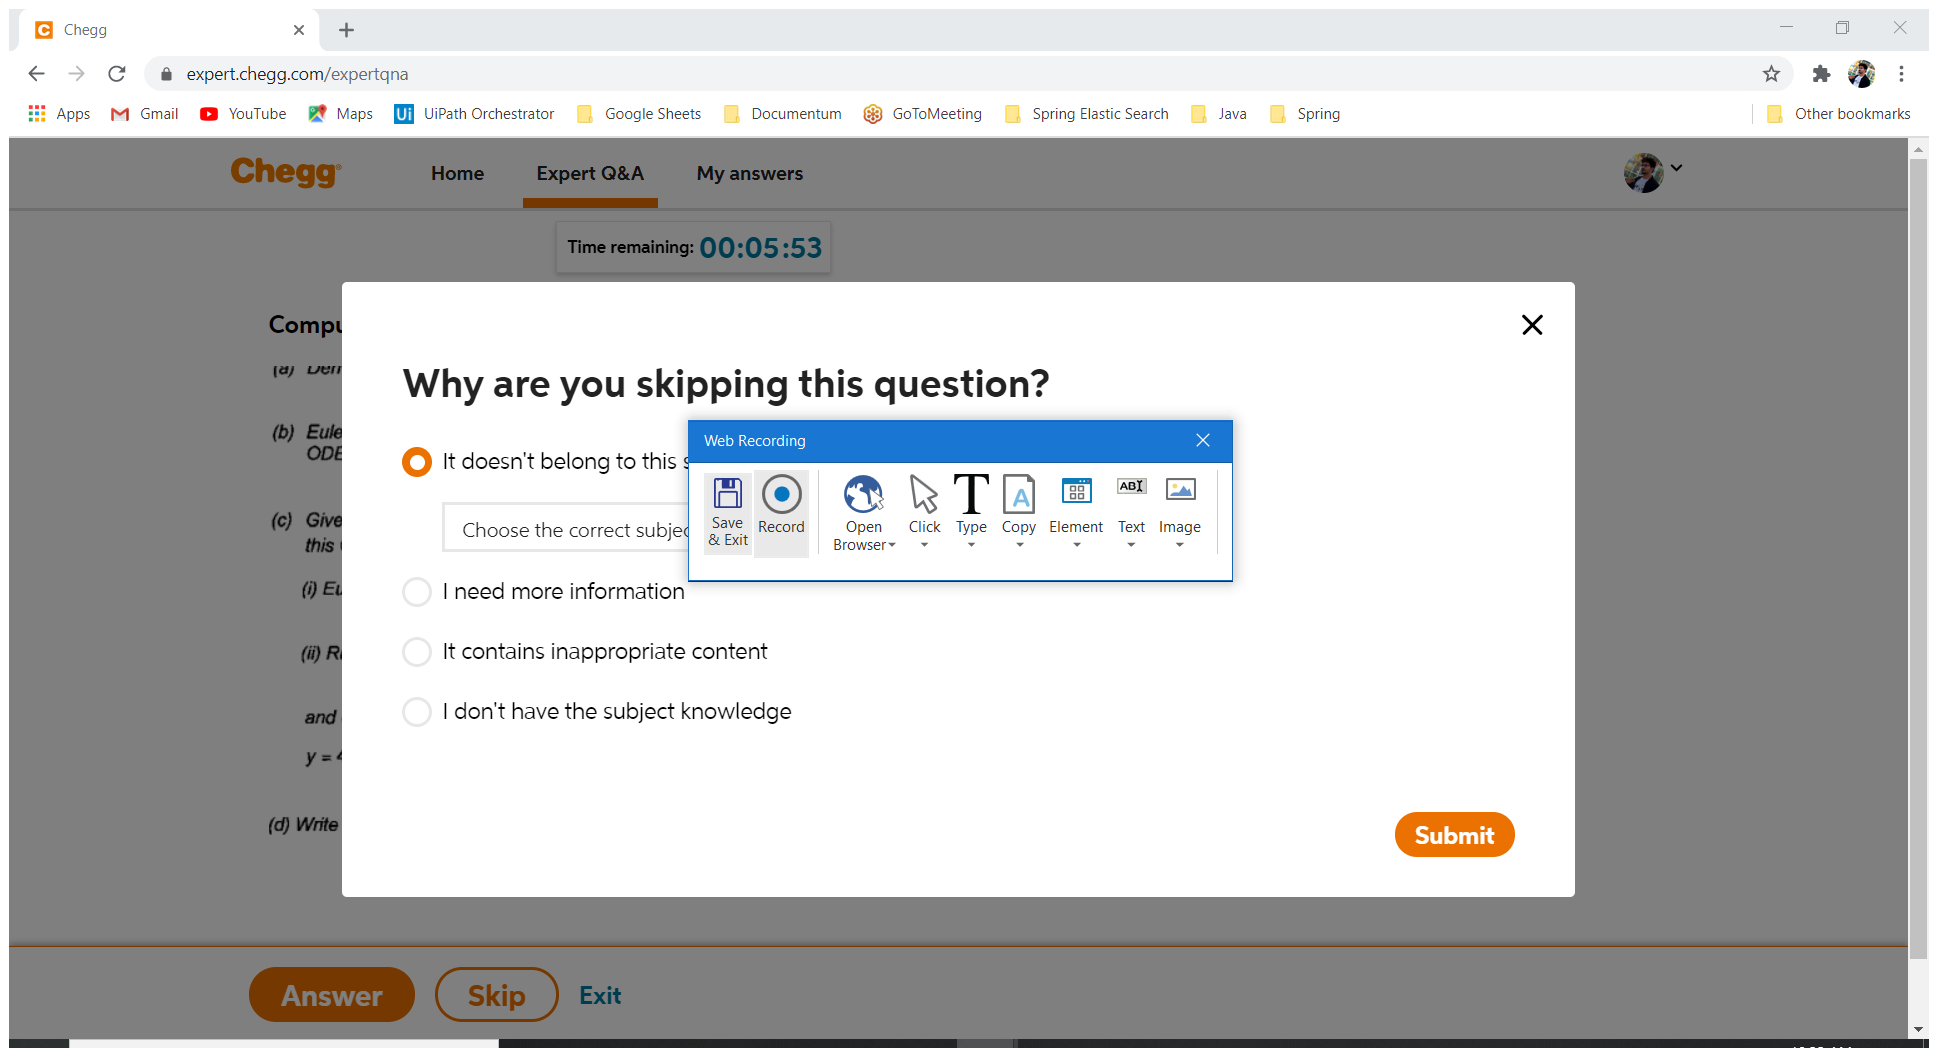 Chegg
expert.chegg.com/expertqna
Apps Gmail YouTube Maps Ui UiPath Orchestrator Google Sheets Documentum GoToMeeting Spring Elastic Search Java Spring Other bookmarks
Chegg Home Expert Q&A My answers
Time remaining: 00:05:53
Compu
(a)
(b) Eule
ODE
(c) Give
this
(i) Eu
(ii) R
and
y = 4
(d) Write
Why are you skipping this question?
It doesn't belong to this s
Choose the correct subjec
I need more information
It contains inappropriate content
I don't have the subject knowledge
Submit
Web Recording
Save & Exit
Record
Open Browser
Click
Type
Copy
Element
Text
Image
Answer Skip Exit